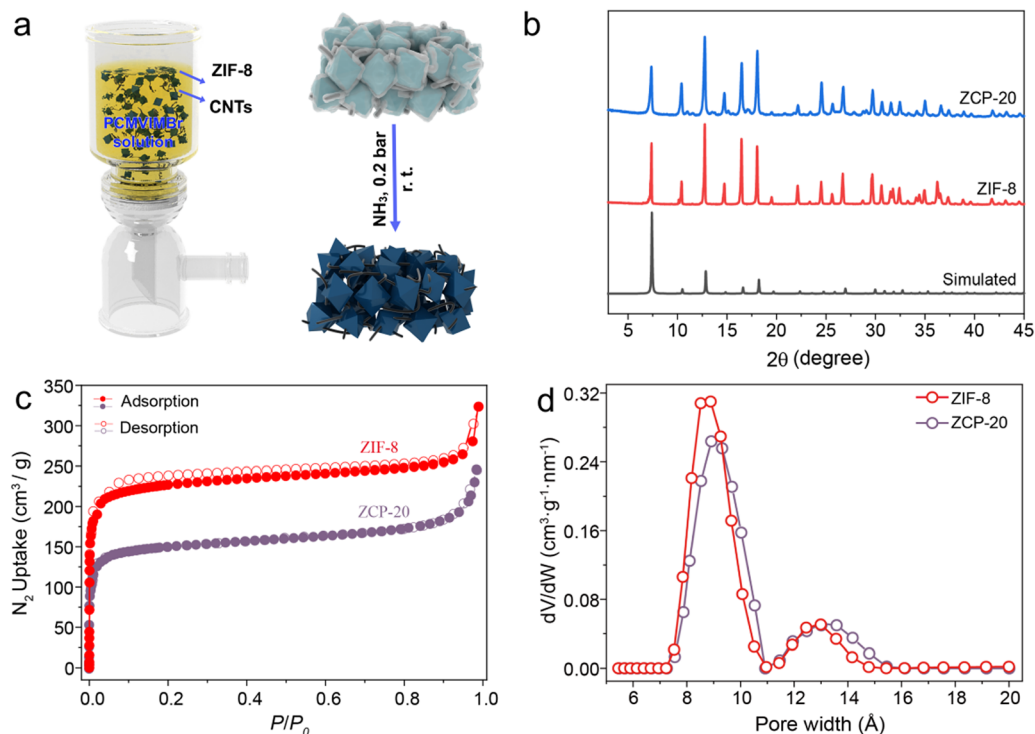 a
ZIF-8
CNTs
PCMVIMBr
solution
NH₃, 0.2 bar
r. t.
b
ZCP-20
ZIF-8
Simulated
5 10 15 20 25 30 35 40 45
2θ (degree)
c
Adsorption
Desorption
ZIF-8
ZCP-20
350
300
250
200
150
100
50
0
0.0 0.2 0.4 0.6 0.8 1.0
N₂ Uptake (cm³ / g)
P/P₀
d
ZIF-8
ZCP-20
0.32
0.24
0.16
0.08
0.00
6 8 10 12 14 16 18 20
dV/dW (cm³·g⁻¹·nm⁻¹)
Pore width (Å)